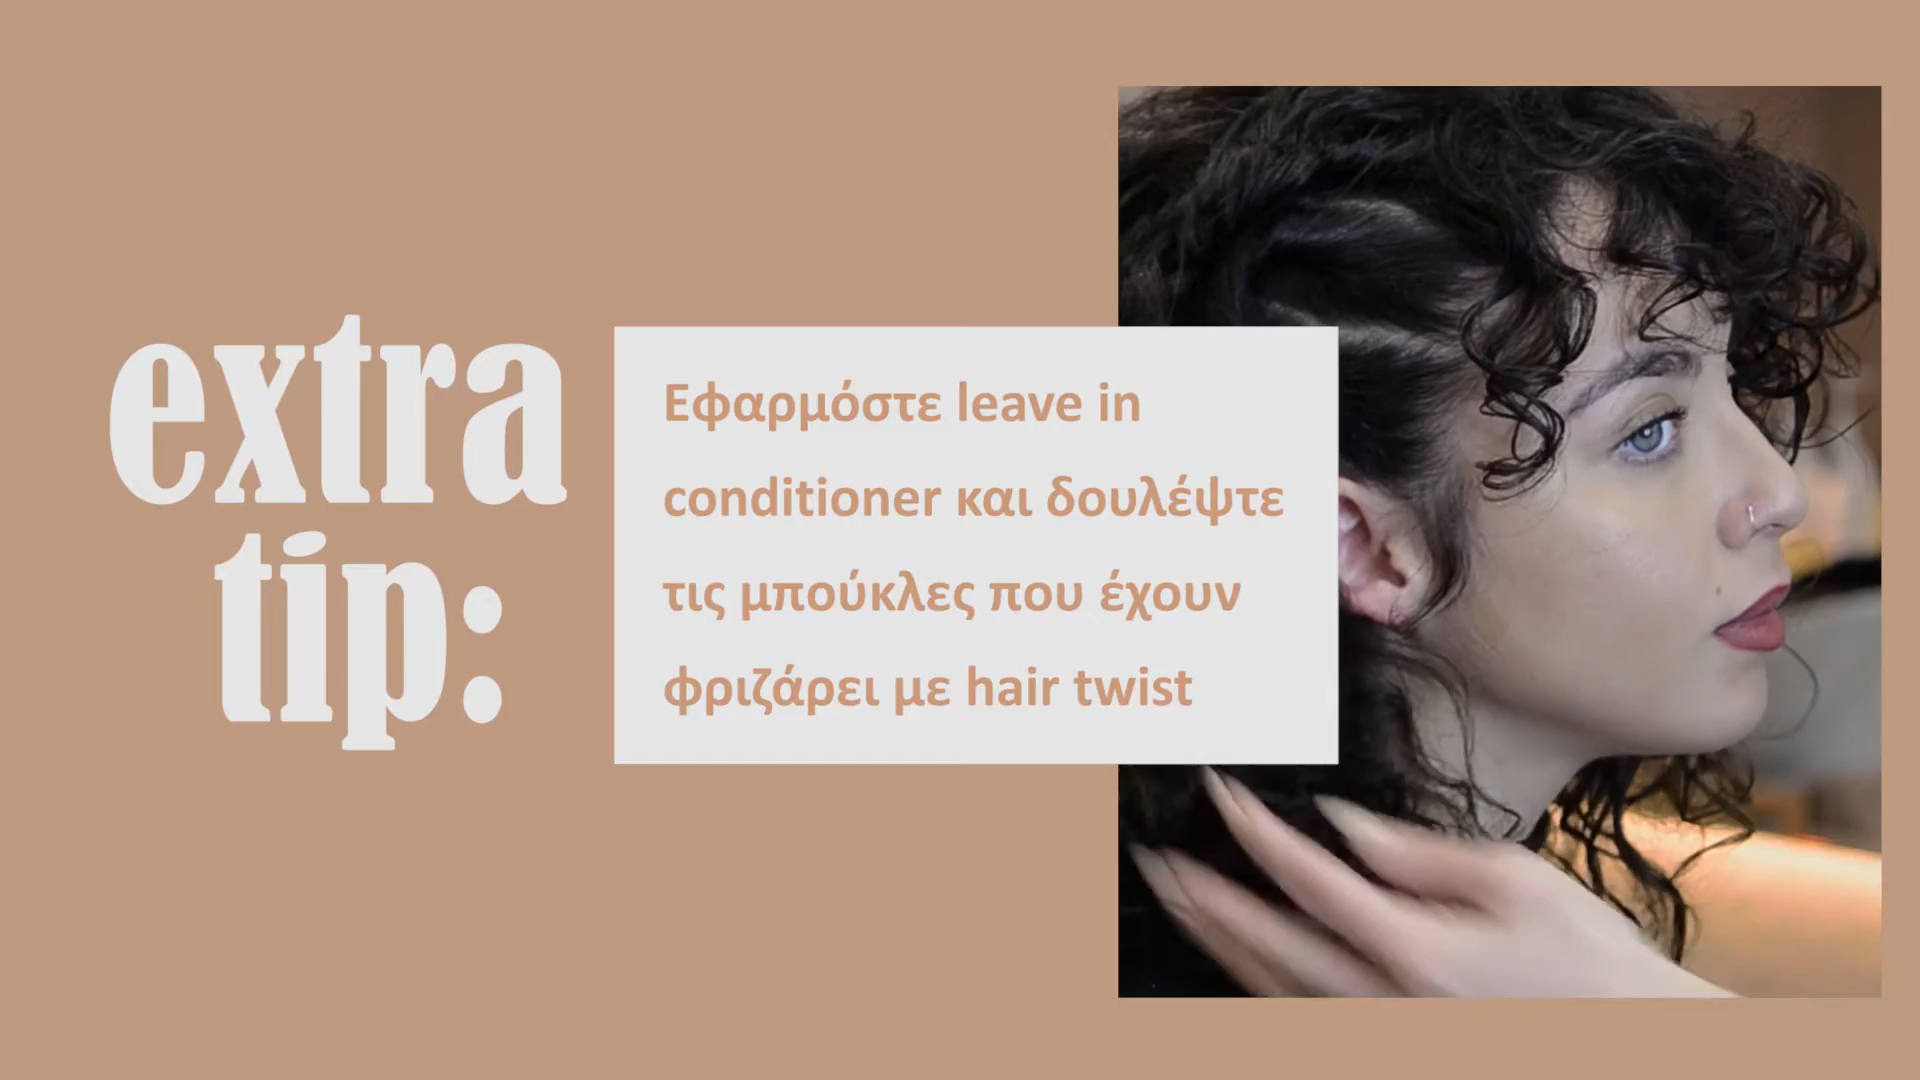 extra
tip:
Εφαρμόστε leave in
conditioner και δουλέψτε
τις μπούκλες που έχουν
φριζάρει με hair twist